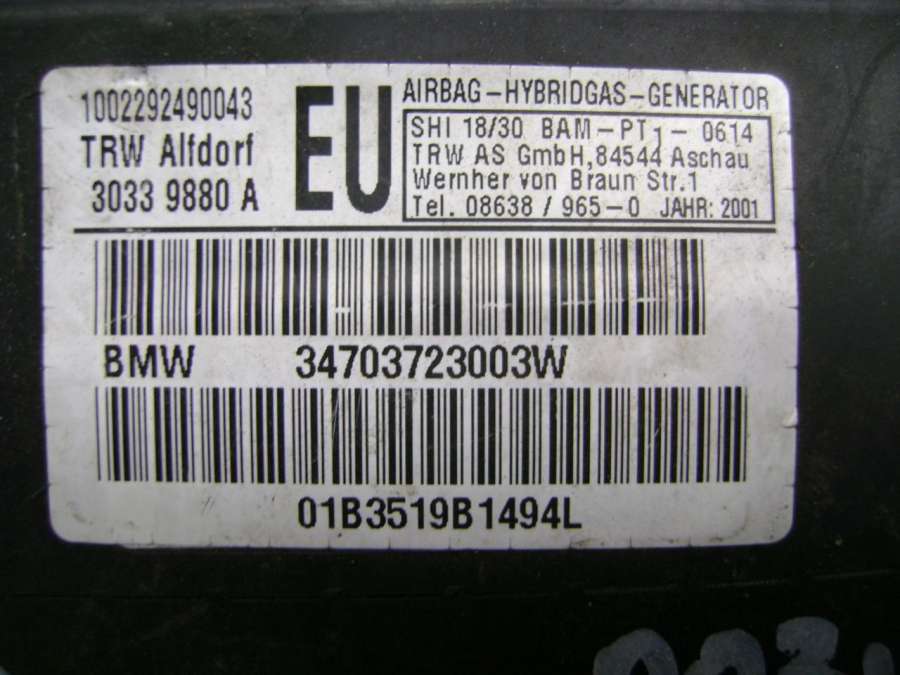 1002292490043
TRW Alfdorf
3033 9880 A
EU
AIRBAG-HYBRIDGAS-GENERATOR
SHI 18/30 BAM-PT1-0614
TRW AS GmbH, 84544 Aschau
Wernher von Braun Str.1
Tel. 08638 / 965-0 JAHR: 2001
BMW 34703723003W
01B3519B1494L